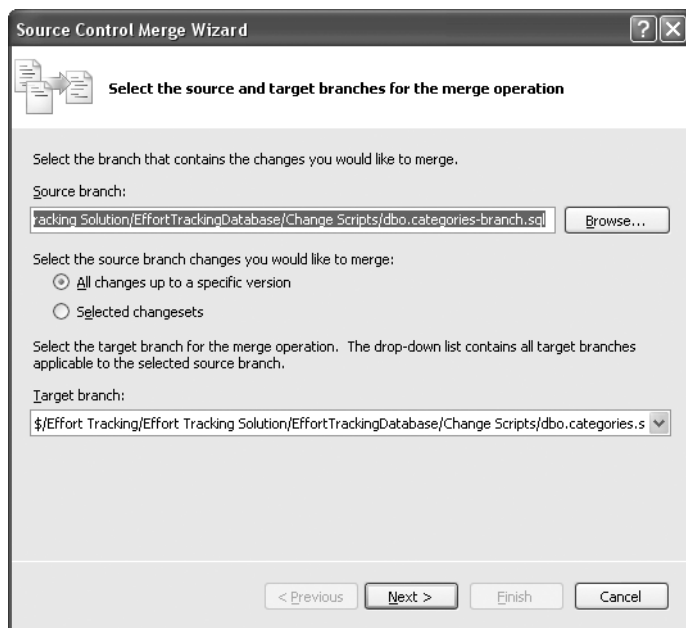 Source Control Merge Wizard
Select the source and target branches for the merge operation
Select the branch that contains the changes you would like to merge.
Source branch:
racking Solution/EffortTrackingDatabase/Change Scripts/dbo.categories-branch.sql
Browse...
Select the source branch changes you would like to merge:
All changes up to a specific version
Selected changesets
Select the target branch for the merge operation. The drop-down list contains all target branches
applicable to the selected source branch.
Target branch:
$/Effort Tracking/Effort Tracking Solution/EffortTrackingDatabase/Change Scripts/dbo.categories.s
< Previous Next > Finish Cancel